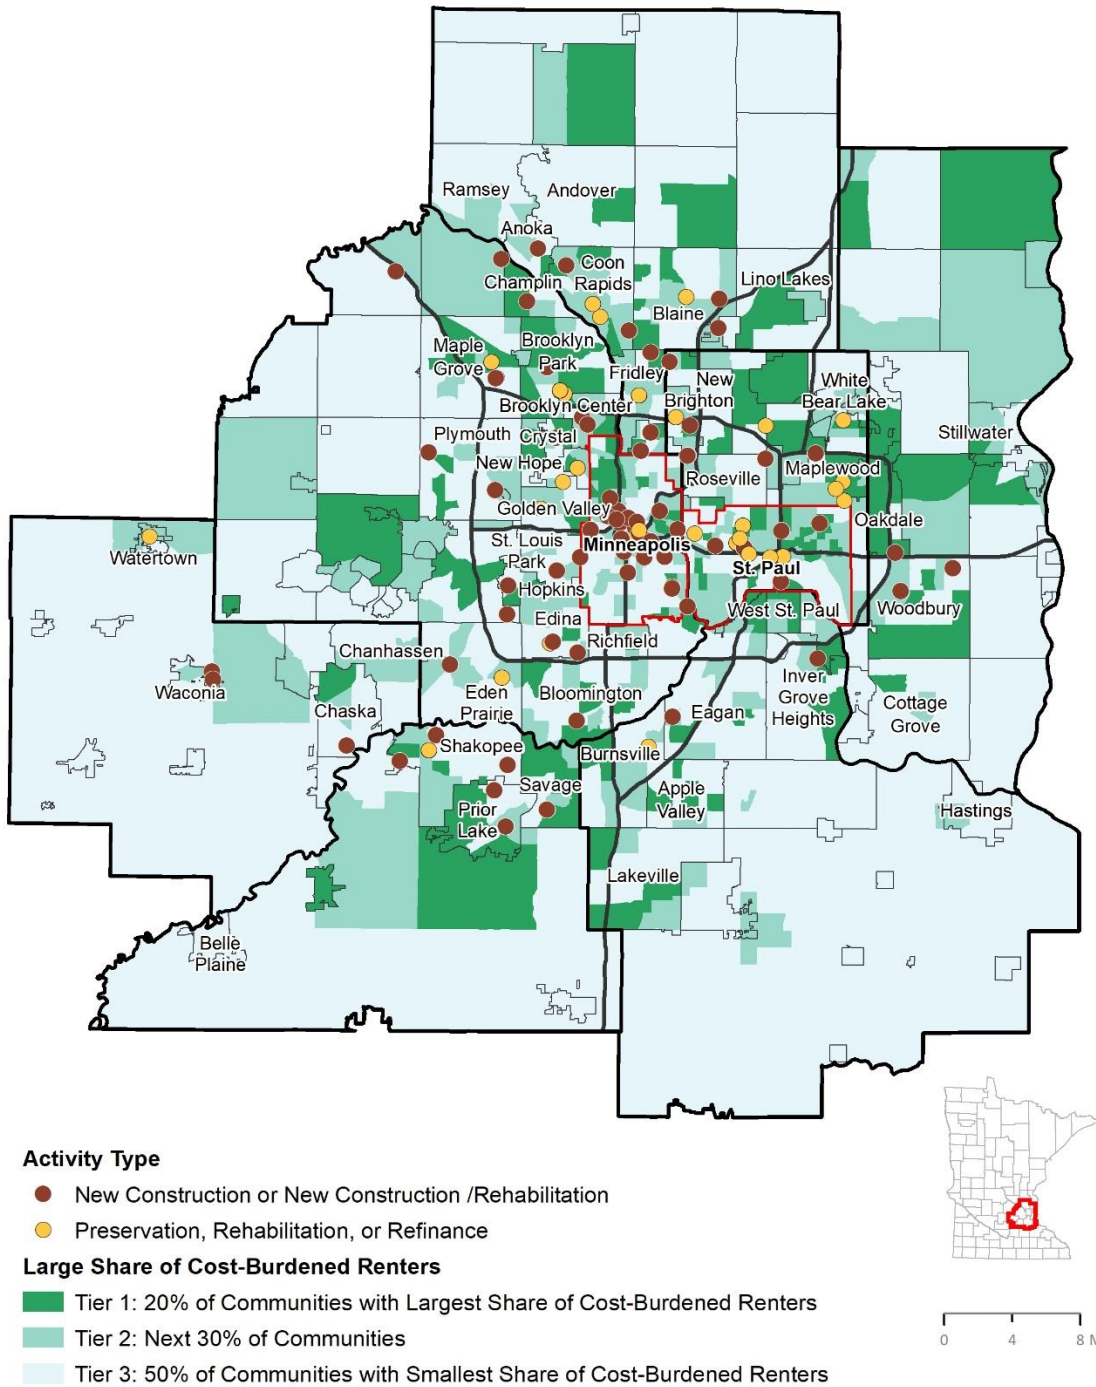 Ramsey
Andover
Anoka
Coon
Rapids
Champlin
Lino Lakes
Blaine
Brooklyn
Park
Maple
Grove
Fridley
New
Brighton
White
Bear Lake
Brooklyn Center
Plymouth
Crystal
Stillwater
New Hope
Maplewood
Roseville
Golden Valley
Oakdale
St. Louis
Park
Minneapolis
Watertown
St. Paul
Hopkins
West St. Paul
Woodbury
Edina
Richfield
Chanhassen
Waconia
Eden
Prairie
Bloomington
Inver
Grove
Heights
Chaska
Eagan
Cottage
Grove
Shakopee
Burnsville
Savage
Apple
Valley
Prior
Lake
Hastings
Lakeville
Belle
Plaine
Activity Type
New Construction or New Construction /Rehabilitation
Preservation, Rehabilitation, or Refinance
Large Share of Cost-Burdened Renters
Tier 1: 20% of Communities with Largest Share of Cost-Burdened Renters
Tier 2: Next 30% of Communities
Tier 3: 50% of Communities with Smallest Share of Cost-Burdened Renters
0 4 8 M